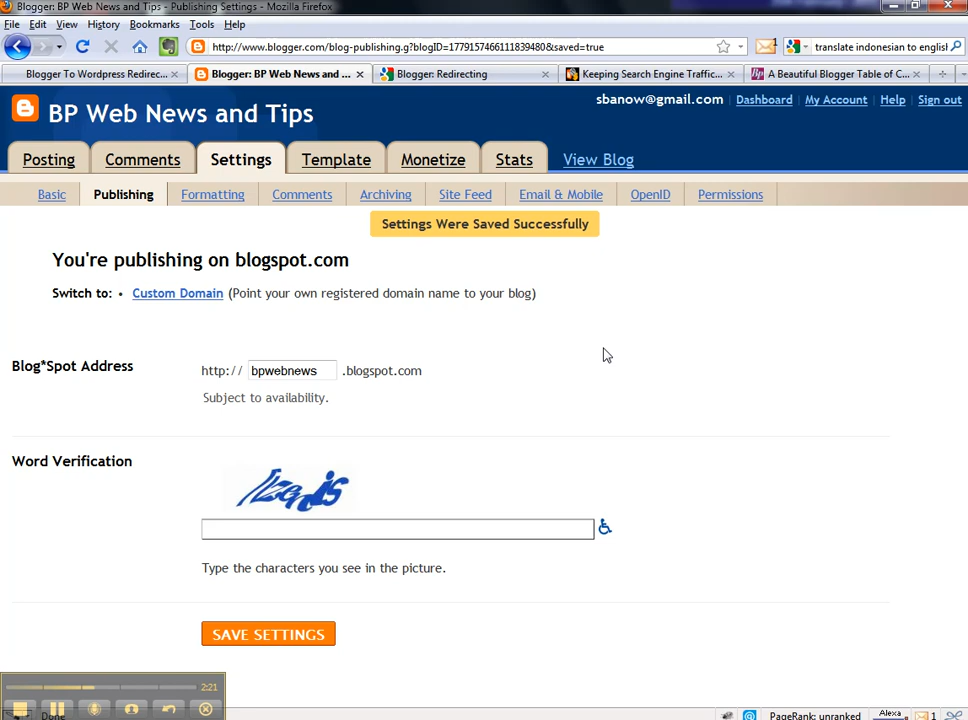 Blogger: BP Web News and Tips - Publishing Settings - Mozilla Firefox
File Edit View History Bookmarks Tools Help
http://www.blogger.com/blog-publishing.g?blogID=1779157466111839480&saved=true
translate indonesian to english
Blogger To Wordpress Redirec...
Blogger: BP Web News and ...
Blogger: Redirecting
Keeping Search Engine Traffic...
A Beautiful Blogger Table of C...
BP Web News and Tips
sbanow@gmail.com Dashboard My Account Help Sign out
Posting Comments Settings Template Monetize Stats View Blog
Basic Publishing Formatting Comments Archiving Site Feed Email & Mobile OpenID Permissions
Settings Were Saved Successfully
You're publishing on blogspot.com
Switch to: • Custom Domain (Point your own registered domain name to your blog)
Blog*Spot Address
http:// bpwebnews .blogspot.com
Subject to availability.
Word Verification
Type the characters you see in the picture.
SAVE SETTINGS
2:21
Done
PageRank: unranked Alexa 1